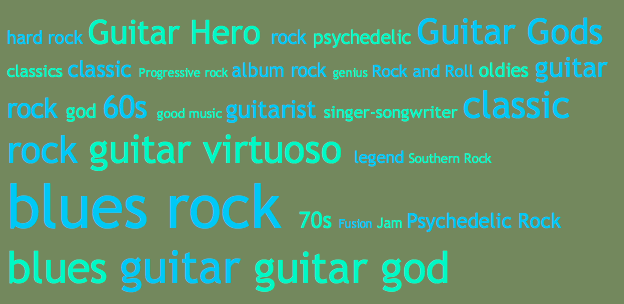 hard rock Guitar Hero rock psychedelic Guitar Gods
classics classic Progressive rock album rock genius Rock and Roll oldies guitar
rock god 60s good music guitarist singer-songwriter classic
rock guitar virtuoso legend Southern Rock
blues rock 70s Fusion Jam Psychedelic Rock
blues guitar guitar god